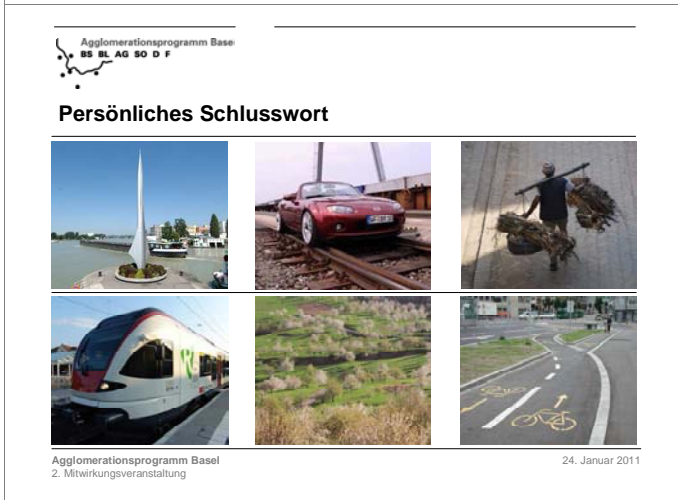 Agglomerationsprogramm Basel
BS BL AG SO D F
Persönliches Schlusswort
Agglomerationsprogramm Basel
24. Januar 2011
2. Mitwirkungsveranstaltung